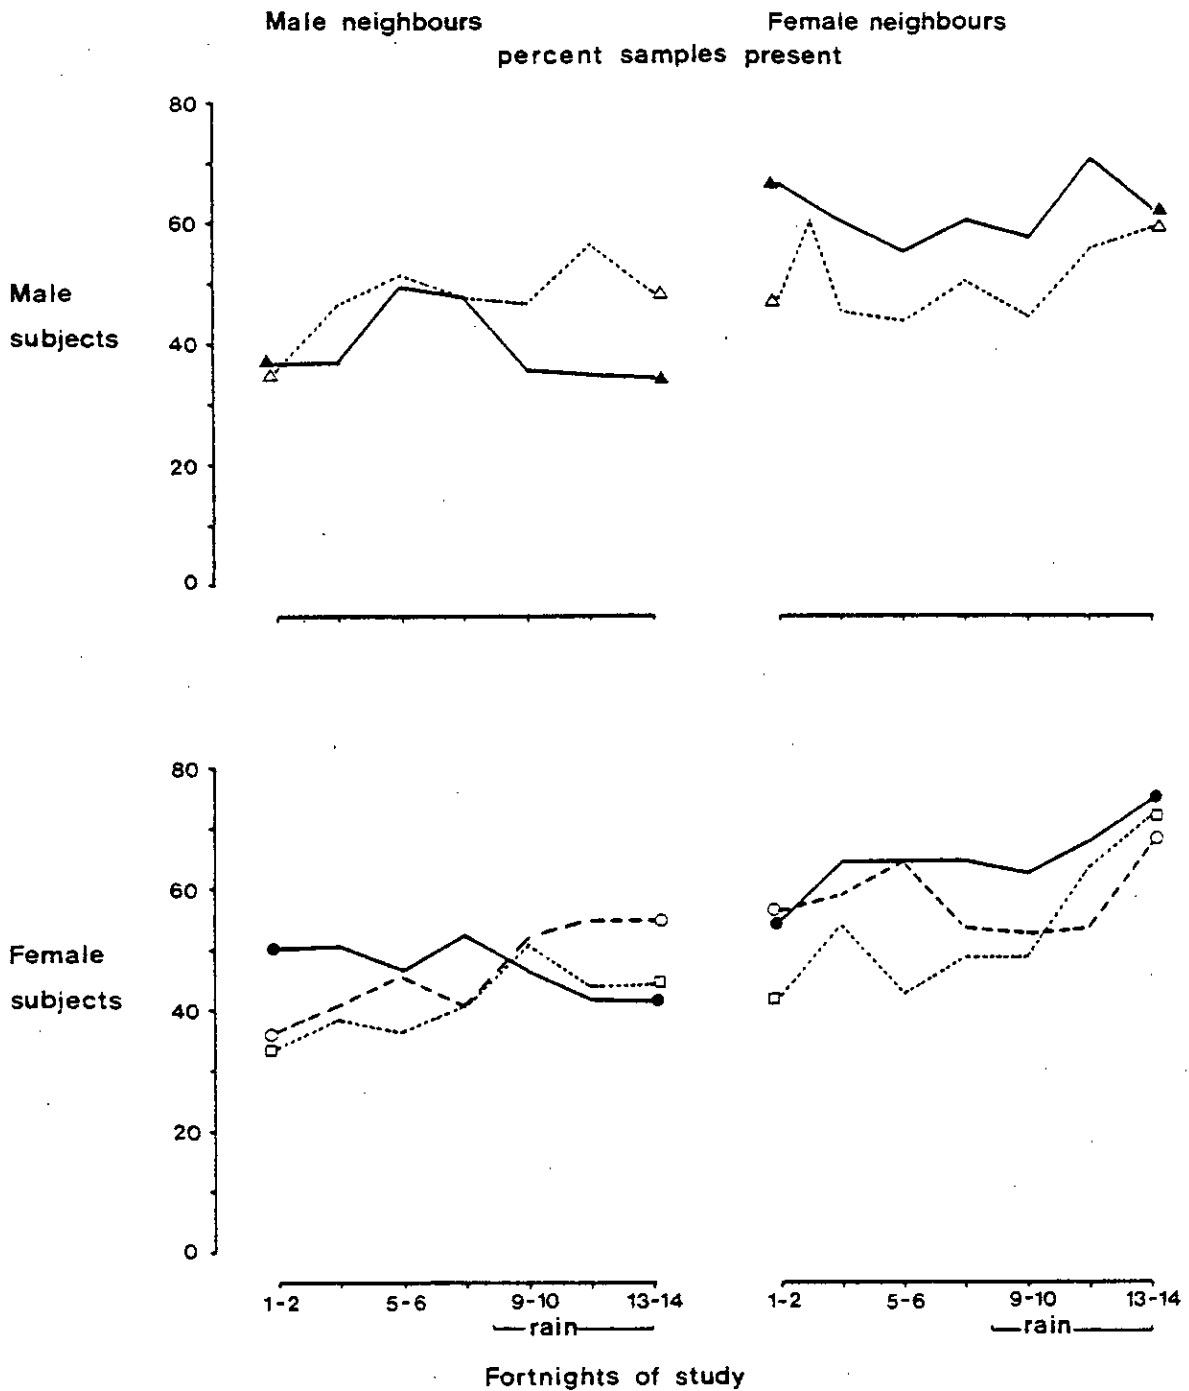 Male neighbours Female neighbours
percent samples present
80
60
Male
subjects
40
20
0
80
60
Female
subjects
40
20
0
1-2 5-6 9-10 13-14 1-2 5-6 9-10 13-14
rain rain
Fortnights of study